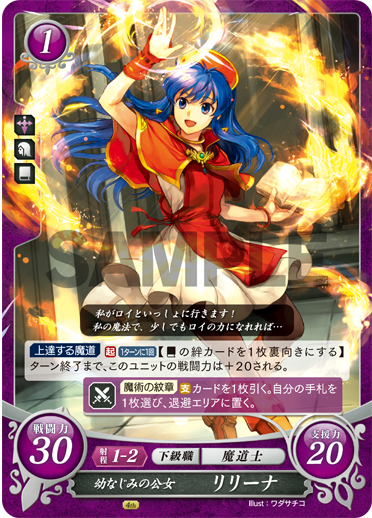 1
SAMPLE
私がロイといっしょに行きます!
私の魔法で、少しでもロイの力になれれば…
上達する魔道 起 1ターンに1回 【の絆カードを1枚裏向きにする】
ターン終了まで、このユニットの戦闘力は+20される。
魔術の紋章 支 カードを1枚引く。自分の手札を
1枚選び、退避エリアに置く。
戦闘力 30
射程 1-2 下級職 魔道士
支援力 20
幼なじみの公女 リリーナ
4th
Illust:ワダサチコ